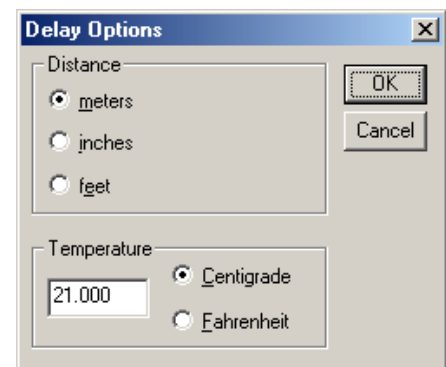 Delay Options
Distance
meters
inches
feet
OK
Cancel
Temperature
21.000
Centigrade
Fahrenheit